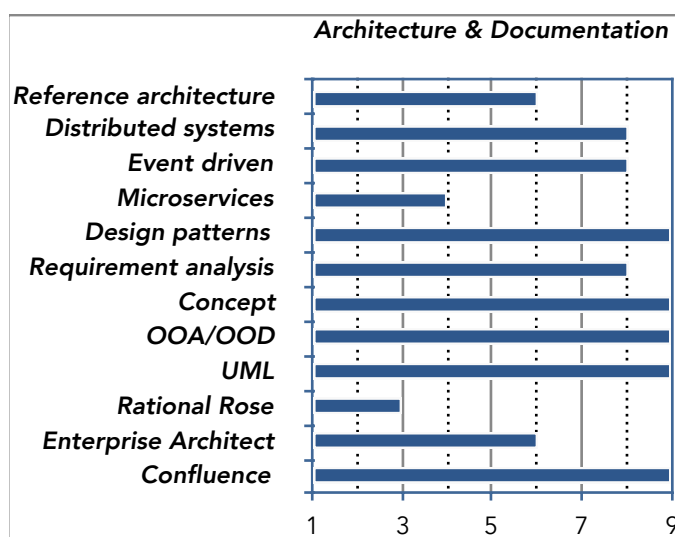 Architecture & Documentation
Reference architecture
Distributed systems
Event driven
Microservices
Design patterns
Requirement analysis
Concept
OOA/OOD
UML
Rational Rose
Enterprise Architect
Confluence
1 3 5 7 9